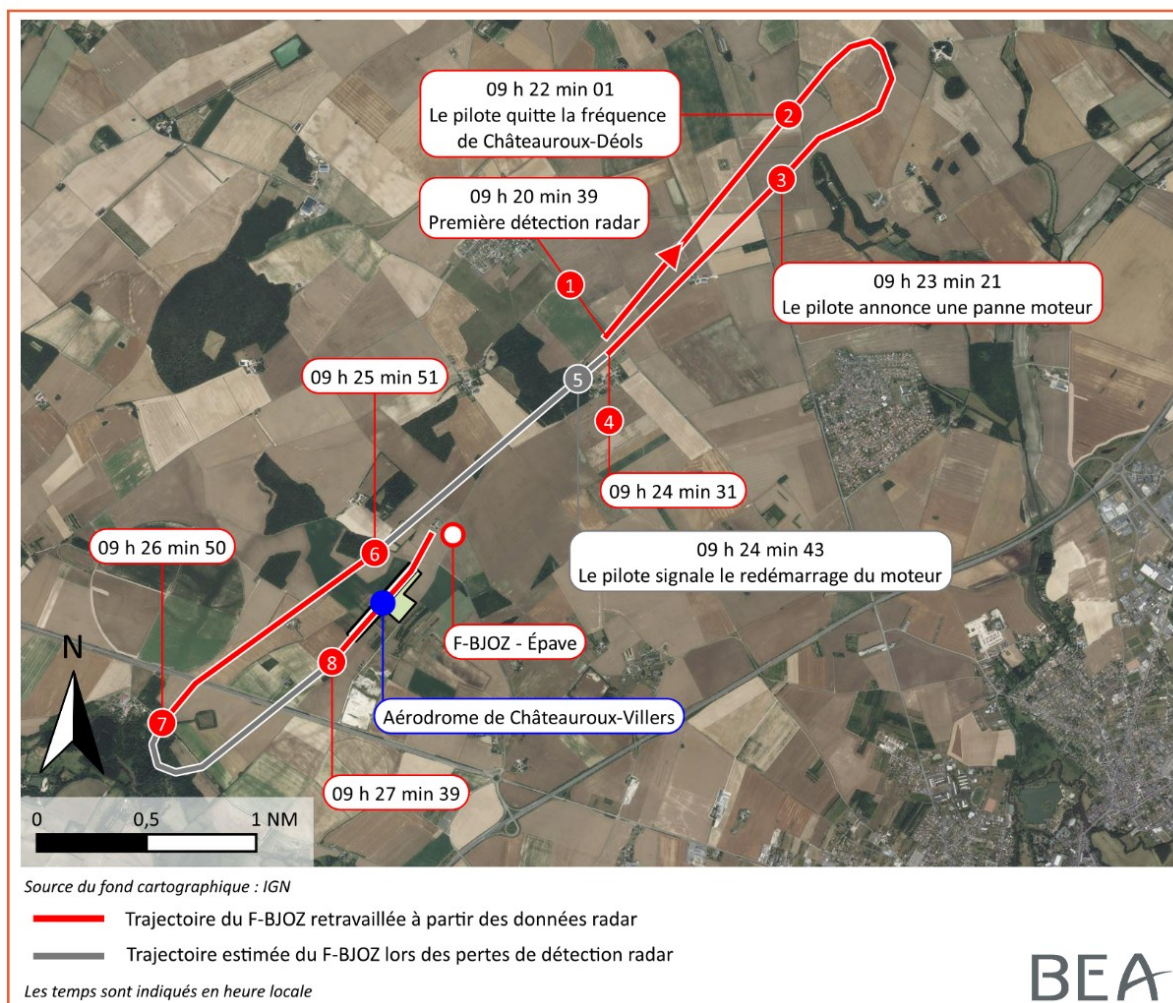 09 h 22 min 01
Le pilote quitte la fréquence
de Châteauroux-Déols
2
3
09 h 20 min 39
Première détection radar
1
09 h 23 min 21
Le pilote annonce une panne moteur
09 h 25 min 51
5
4
09 h 24 min 31
09 h 26 min 50
6
09 h 24 min 43
Le pilote signale le redémarrage du moteur
F-BJOZ - Épave
N
8
7
Aérodrome de Châteauroux-Villers
09 h 27 min 39
0 0,5 1 NM
Source du fond cartographique : IGN
Trajectoire du F-BJOZ retravaillée à partir des données radar
Trajectoire estimée du F-BJOZ lors des pertes de détection radar
Les temps sont indiqués en heure locale
BEA